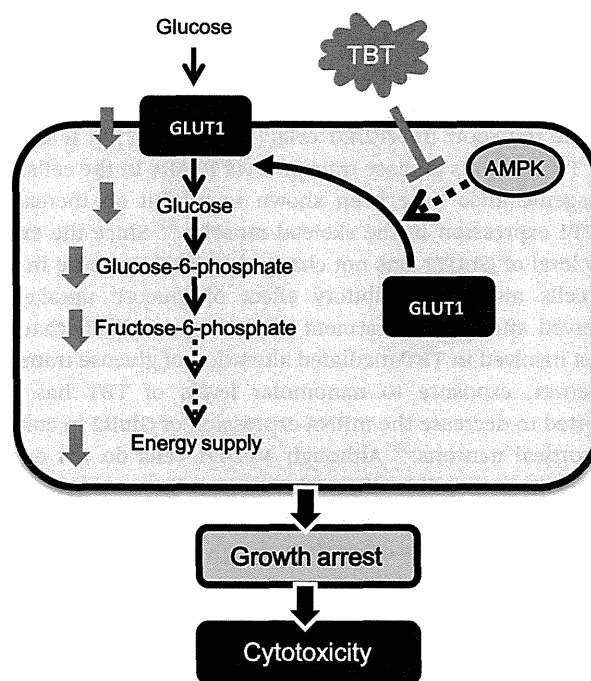 Glucose
TBT
GLUT1
AMPK
Glucose
Glucose-6-phosphate
GLUT1
Fructose-6-phosphate
Energy supply
Growth arrest
Cytotoxicity